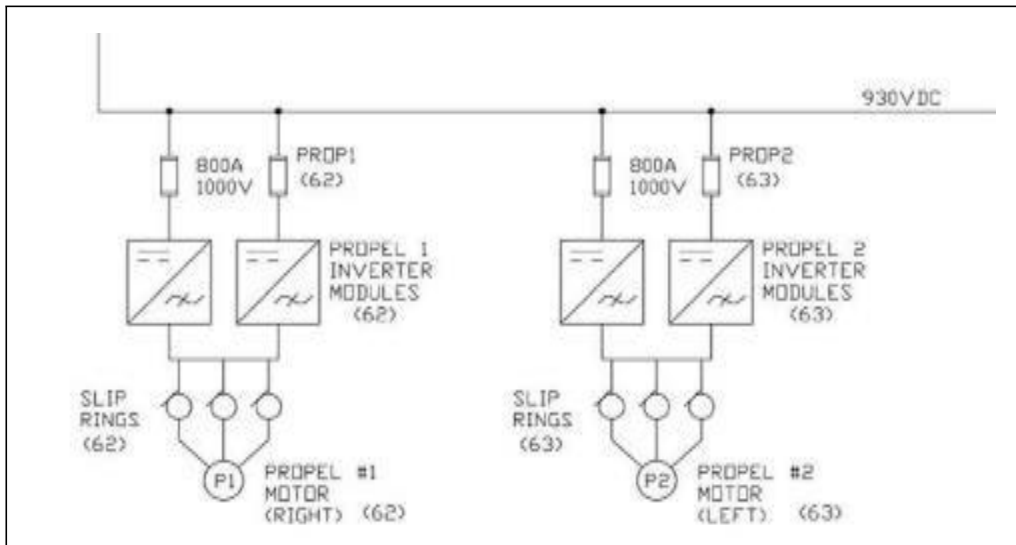 930VDC
800A
1000V
PROP1
(62)
800A
1000V
PROP2
(63)
PROPEL 1
INVERTER
MODULES
(62)
PROPEL 2
INVERTER
MODULES
(63)
SLIP
RINGS
(62)
SLIP
RINGS
(63)
P1
PROPEL #1
MOTOR
(RIGHT) (62)
P2
PROPEL #2
MOTOR
(LEFT) (63)